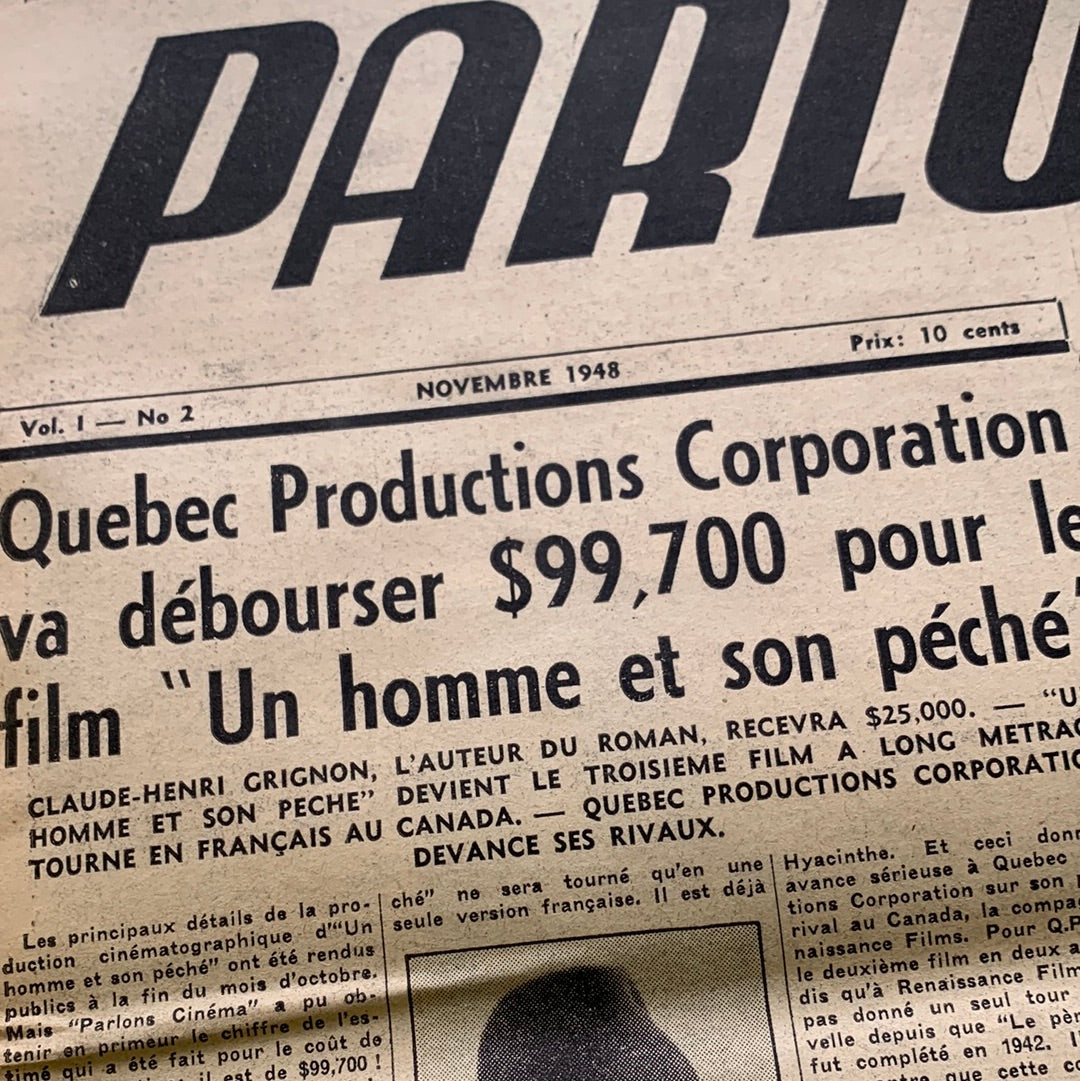 PARLO
Vol. 1 — No 2
NOVEMBRE 1948
Prix: 10 cents
Quebec Productions Corporation
va débourser $99,700 pour le
film "Un homme et son péché"
CLAUDE-HENRI GRIGNON, L'AUTEUR DU ROMAN, RECEVRA $25,000. — "U
HOMME ET SON PECHE" DEVIENT LE TROISIEME FILM A LONG METRAG
TOURNE EN FRANÇAIS AU CANADA. — QUEBEC PRODUCTIONS CORPORATIO
DEVANCE SES RIVAUX.
Les principaux détails de la pro-
duction cinématographique d'"Un
homme et son péché" ont été rendus
publics à la fin du mois d'octobre.
Mais "Parlons Cinéma" a pu ob-
tenir en primeur le chiffre de l'es-
timé qui a été fait pour le coût de
il est de $99,700 !
ché" ne sera tourné qu'en une
seule version française. Il est déjà
Hyacinthe. Et ceci donn
avance sérieuse à Quebec
tions Corporation sur son
rival au Canada, la compa
naissance Films. Pour Q.P
le deuxième film en deux a
dis qu'à Renaissance Film
pas donné un seul tour
velle depuis que "Le pèr
fut complété en 1942. I
que cette co